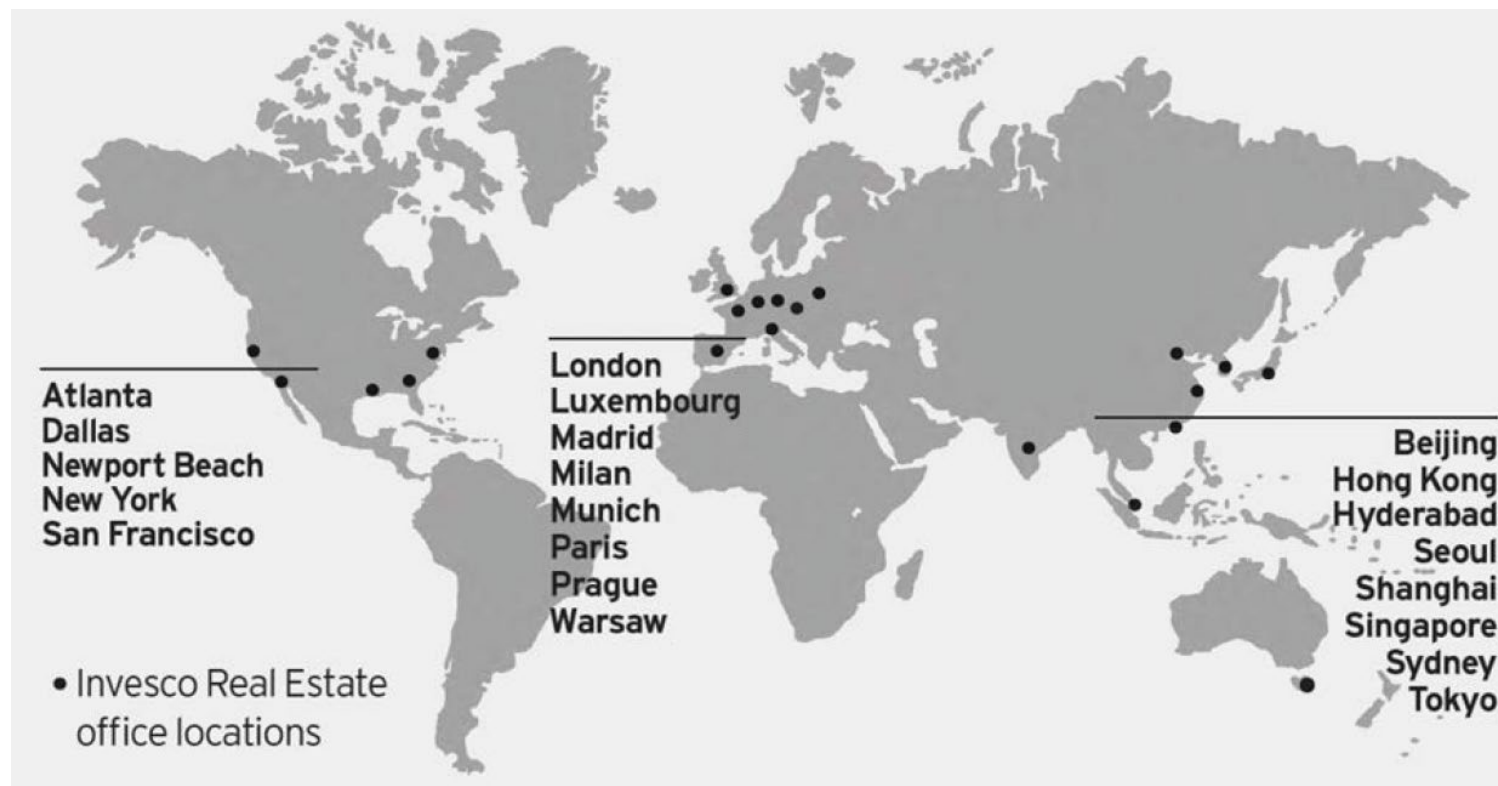 Atlanta
Dallas
Newport Beach
New York
San Francisco
London
Luxembourg
Madrid
Milan
Munich
Paris
Prague
Warsaw
Beijing
Hong Kong
Hyderabad
Seoul
Shanghai
Singapore
Sydney
Tokyo
• Invesco Real Estate
office locations